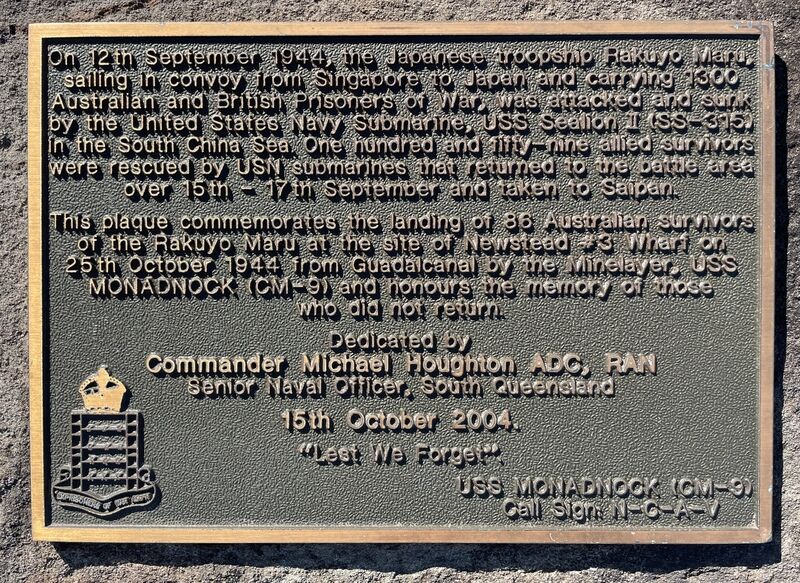 On 12th September 1944, the Japanese troopship Rakuyo Maru,
sailing in convoy from Singapore to Japan and carrying 1300
Australian and British Prisoners of War, was attacked and sunk
by the United States Navy Submarine, USS Sealion II (SS-315)
in the South China Sea. One hundred and fifty-nine allied survivors
were rescued by USN submarines that returned to the battle area
over 15th - 17th September and taken to Saipan.
This plaque commemorates the landing of 86 Australian survivors
of the Rakuyo Maru at the site of Newstead #3 Wharf on
25th October 1944 from Guadalcanal by the Minelayer, USS
MONADNOCK (CM-9) and honours the memory of those
who did not return.
Dedicated by
Commander Michael Houghton ADC, RAN
Senior Naval Officer, South Queensland
15th October 2004.
"Lest We Forget".
USS MONADNOCK (CM-9)
Call Sign: N-C-A-V